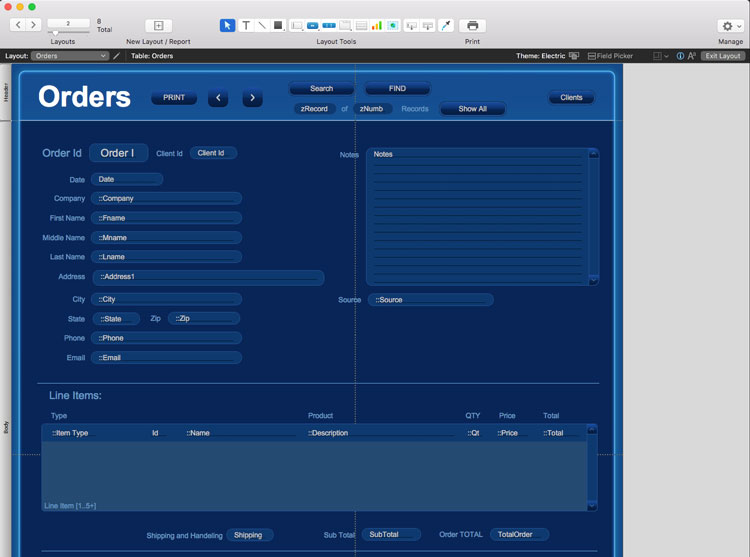 2
8
Total
Layouts
New Layout / Report
Layout Tools
Print
Manage
Layout: Orders
Table: Orders
Theme: Electric
Field Picker
Aa
Exit Layout
Header
Orders
PRINT
Search
FIND
zRecord of zNumb Records
Show All
Clients
Order Id Order I
Client Id Client Id
Notes Notes
Date Date
Company ::Company
First Name ::Fname
Middle Name ::Mname
Last Name ::Lname
Address ::Address1
City ::City
Source ::Source
State ::State Zip ::Zip
Phone ::Phone
Email ::Email
Body
Line Items:
Type Product QTY Price Total
::Item Type Id ::Name ::Description ::Qt ::Price ::Total
Line Item [1..5+]
Shipping and Handeling Shipping Sub Total SubTotal Order TOTAL TotalOrder